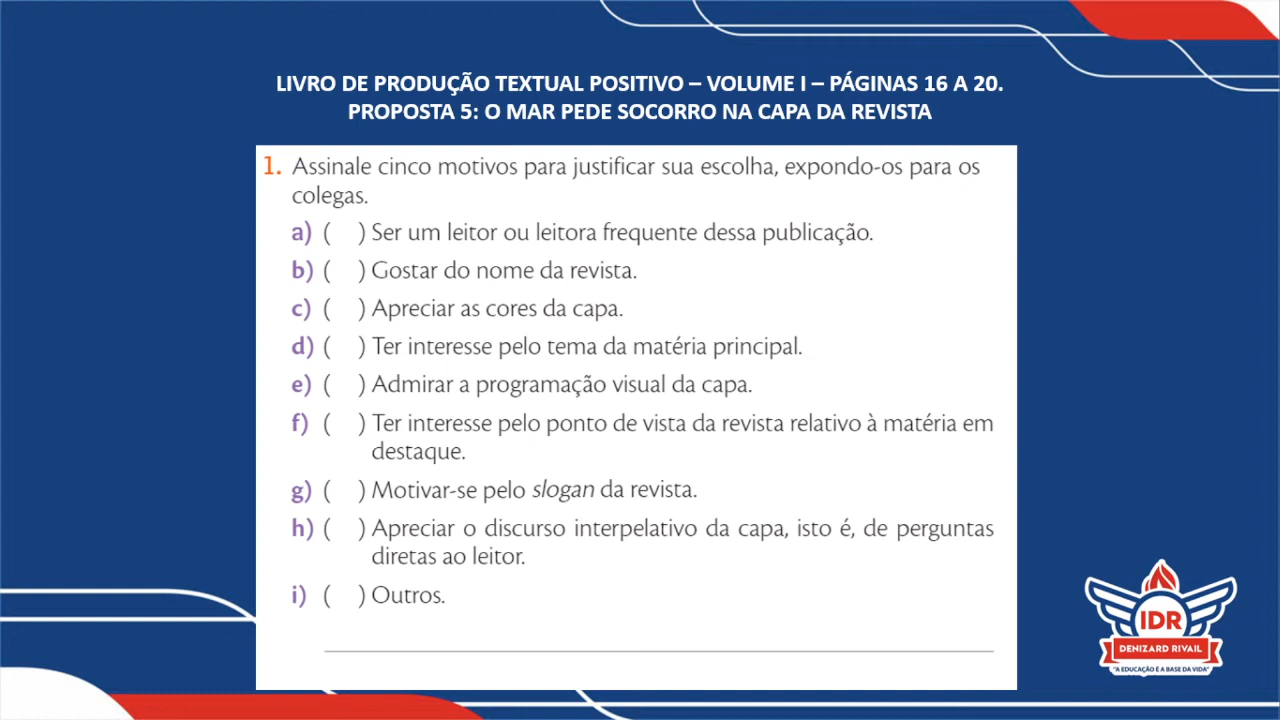 LIVRO DE PRODUÇÃO TEXTUAL POSITIVO – VOLUME I – PÁGINAS 16 A 20.
PROPOSTA 5: O MAR PEDE SOCORRO NA CAPA DA REVISTA
1. Assinale cinco motivos para justificar sua escolha, expondo-os para os
colegas.
a) ( ) Ser um leitor ou leitora frequente dessa publicação.
b) ( ) Gostar do nome da revista.
c) ( ) Apreciar as cores da capa.
d) ( ) Ter interesse pelo tema da matéria principal.
e) ( ) Admirar a programação visual da capa.
f) ( ) Ter interesse pelo ponto de vista da revista relativo à matéria em
destaque.
g) ( ) Motivar-se pelo slogan da revista.
h) ( ) Apreciar o discurso interpelativo da capa, isto é, de perguntas
diretas ao leitor.
i) ( ) Outros.
IDR
DENIZARD RIVAIL
"A EDUCAÇÃO É A BASE DA VIDA"